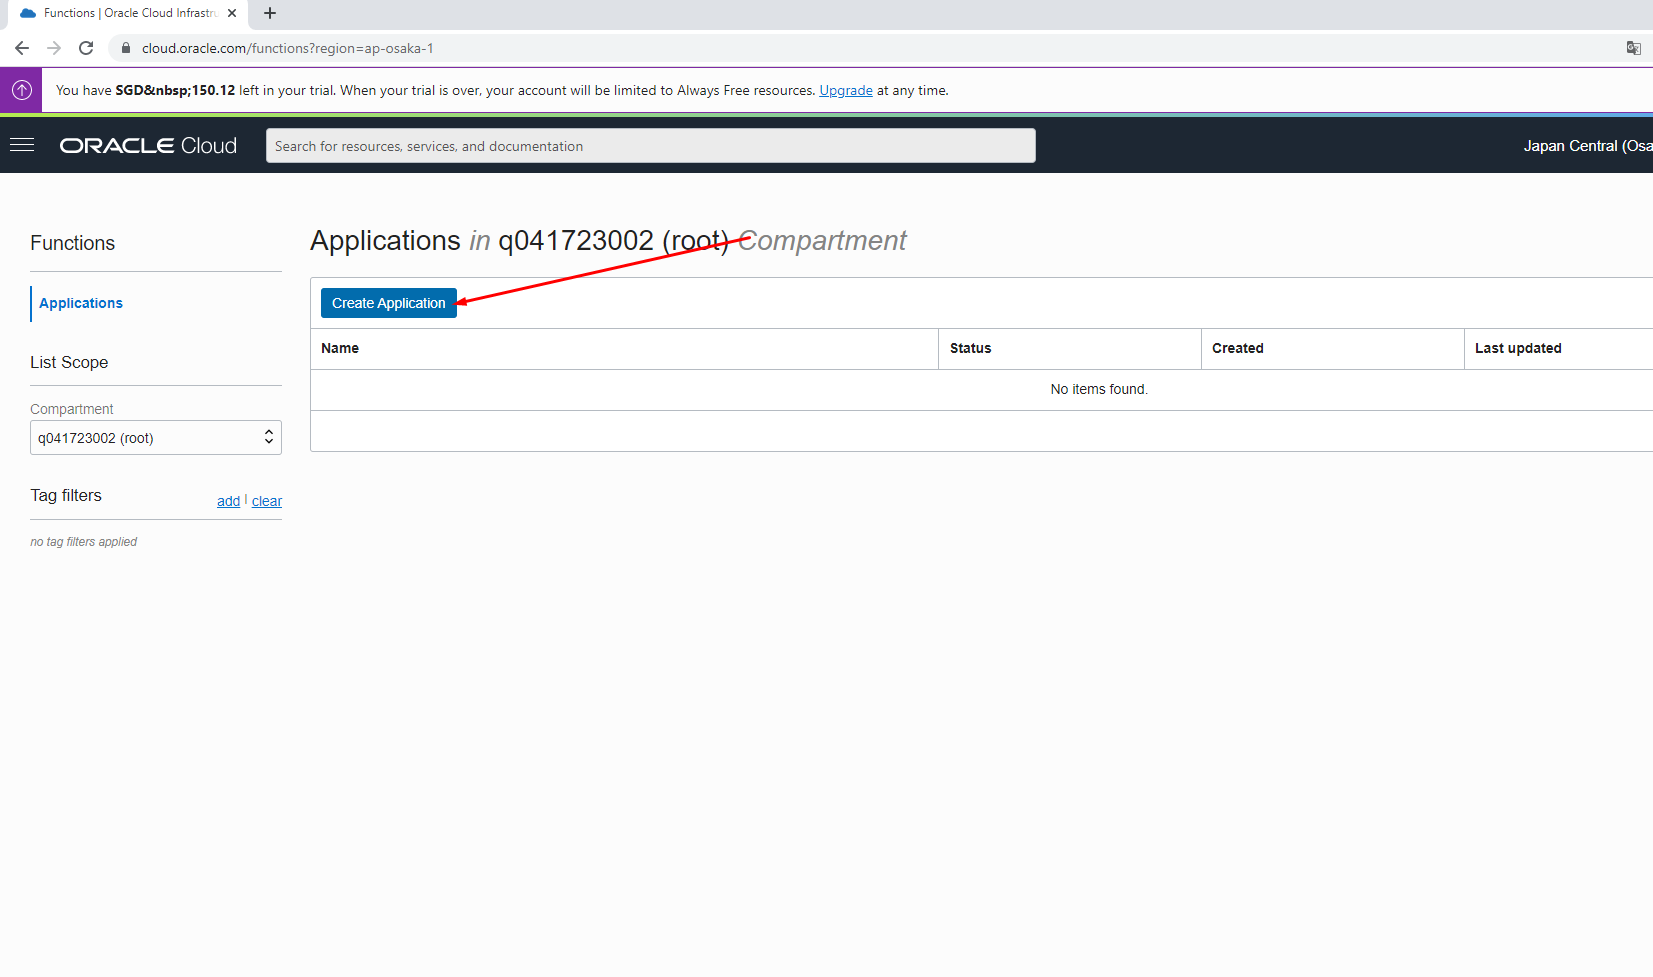 Functions | Oracle Cloud Infrastru
cloud.oracle.com/functions?region=ap-osaka-1
You have SGD&nbsp;150.12 left in your trial. When your trial is over, your account will be limited to Always Free resources. Upgrade at any time.
ORACLE Cloud
Search for resources, services, and documentation
Japan Central (Osa
Functions
Applications
List Scope
Compartment
q041723002 (root)
Tag filters
add | clear
no tag filters applied
Applications in q041723002 (root) Compartment
Create Application
Name Status Created Last updated
No items found.